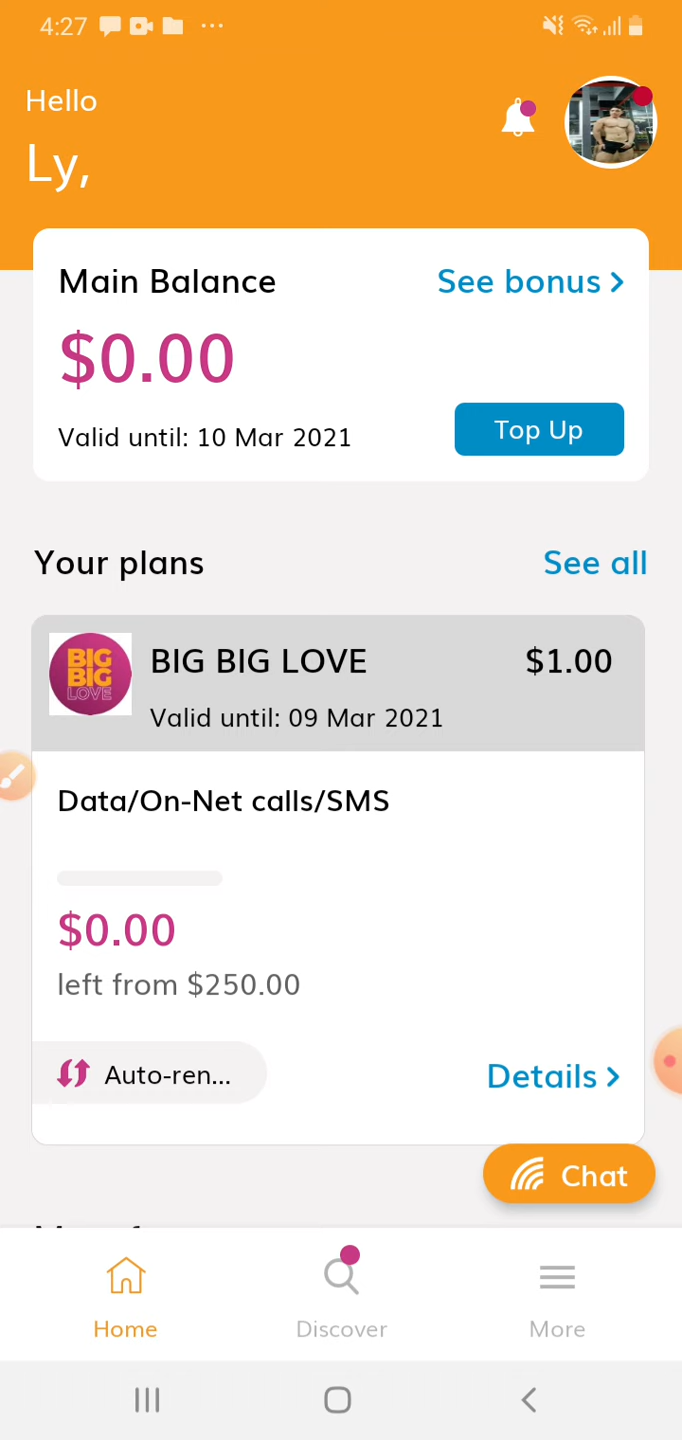 4:27
Hello
Ly,
Main Balance
See bonus
$0.00
Valid until: 10 Mar 2021
Top Up
Your plans
See all
BIG BIG LOVE
BIG BIG LOVE
$1.00
Valid until: 09 Mar 2021
Data/On-Net calls/SMS
$0.00
left from $250.00
Auto-ren...
Details
Chat
Home
Discover
More